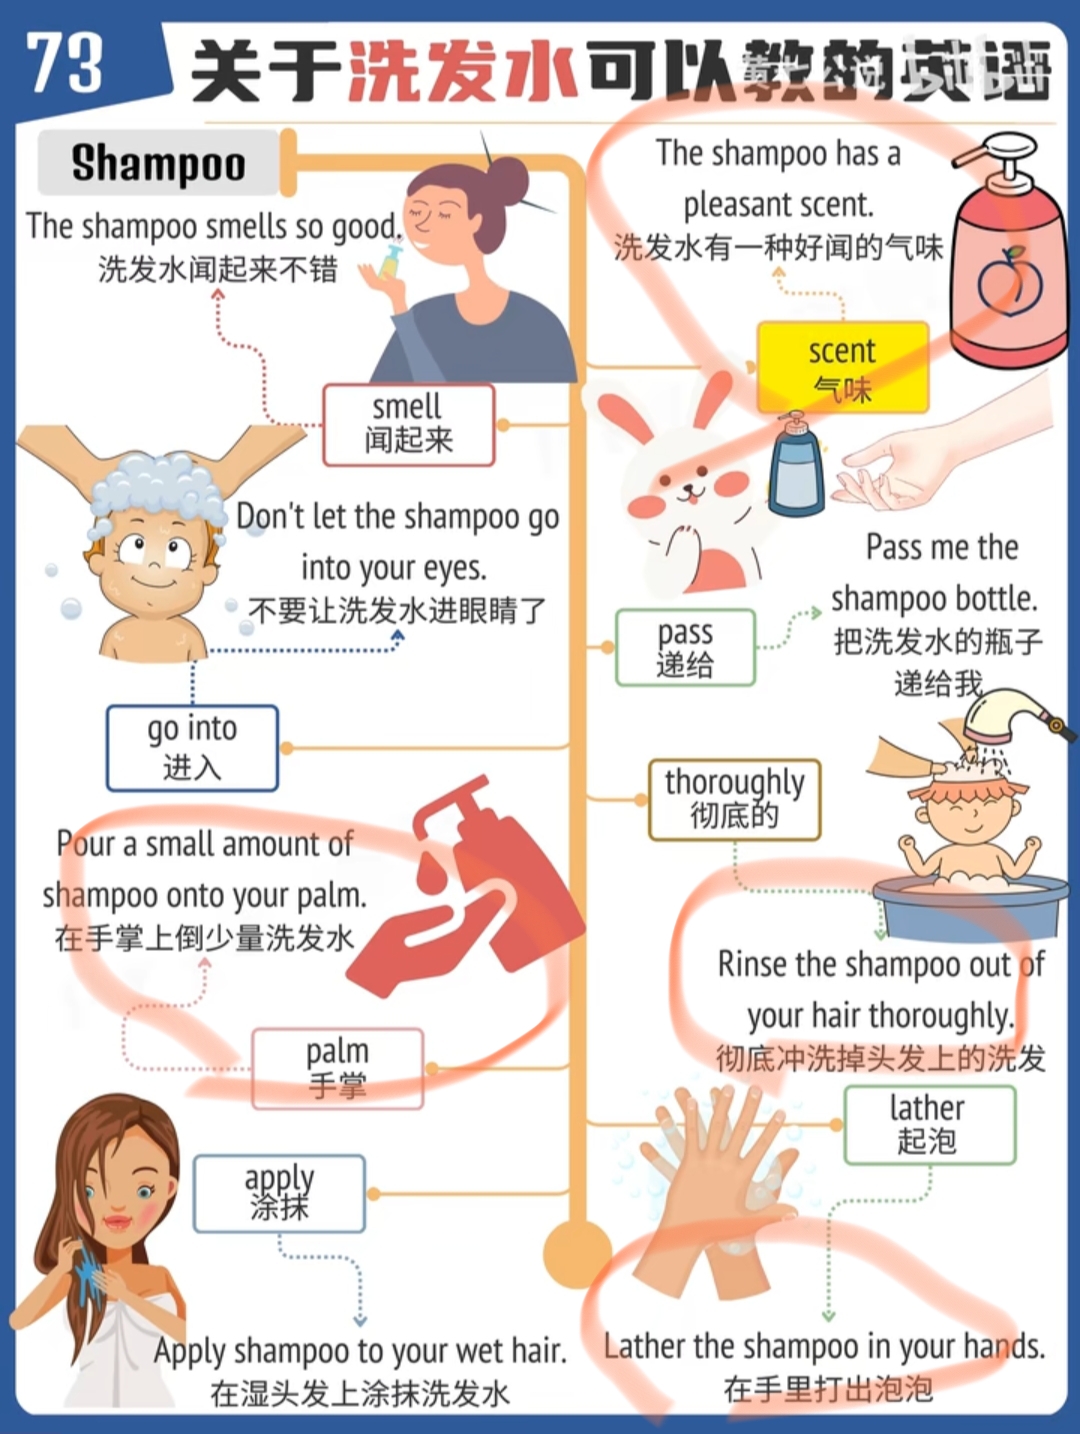 73
关于洗发水可以教的英语
Shampoo
The shampoo smells so good.
洗发水闻起来不错
smell
闻起来
The shampoo has a
pleasant scent.
洗发水有一种好闻的气味
scent
气味
Don't let the shampoo go
into your eyes.
不要让洗发水进眼睛了
go into
进入
Pass me the
shampoo bottle.
把洗发水的瓶子
递给我
pass
递给
thoroughly
彻底的
Pour a small amount of
shampoo onto your palm.
在手掌上倒少量洗发水
palm
手掌
Rinse the shampoo out of
your hair thoroughly.
彻底冲洗掉头发上的洗发
lather
起泡
apply
涂抹
Apply shampoo to your wet hair.
在湿头发上涂抹洗发水
Lather the shampoo in your hands.
在手里打出泡泡